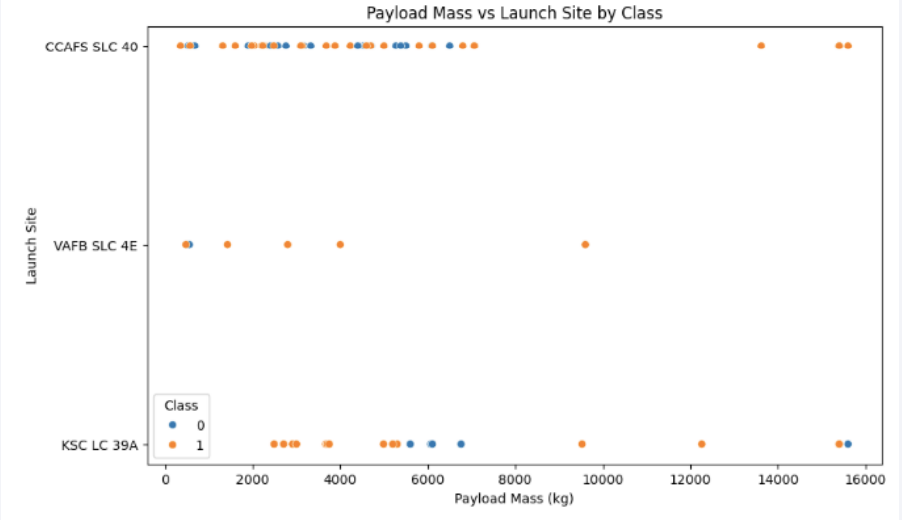 Payload Mass vs Launch Site by Class
CCAFS SLC 40
VAFB SLC 4E
KSC LC 39A
Launch Site
Class
0
1
0 2000 4000 6000 8000 10000 12000 14000 16000
Payload Mass (kg)